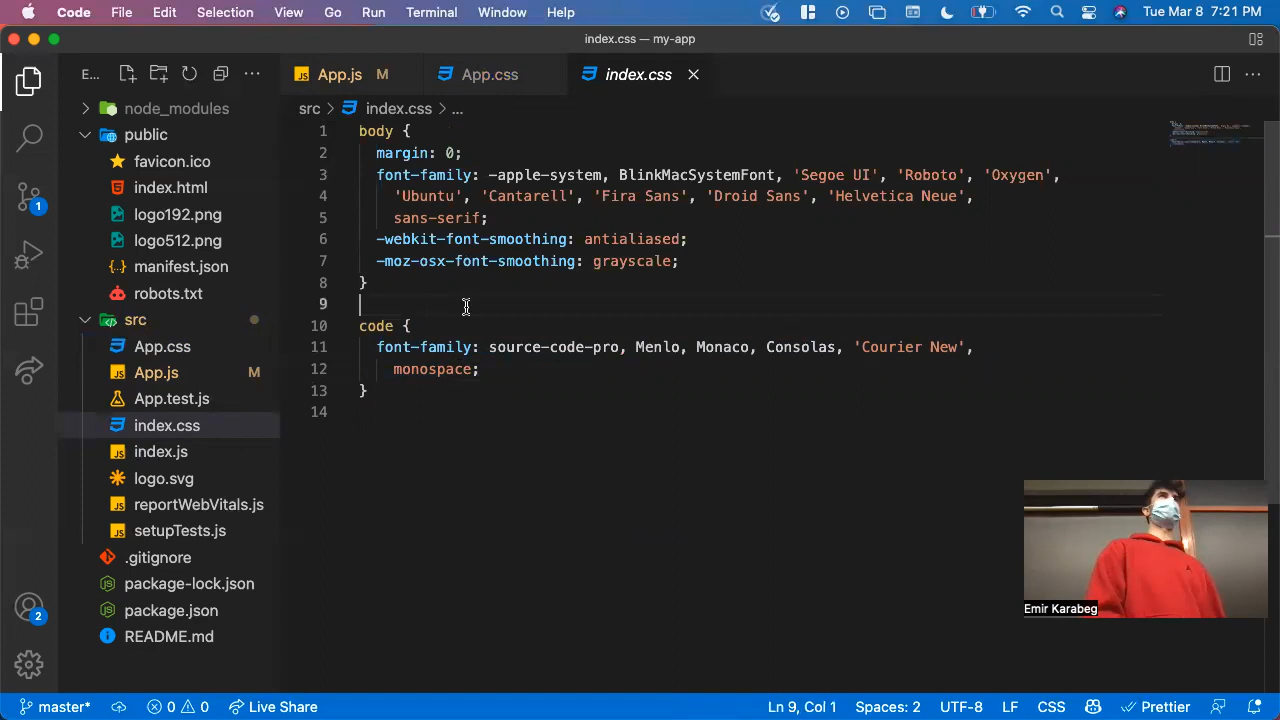 Code File Edit Selection View Go Run Terminal Window Help Tue Mar 8 7:21 PM
index.css — my-app
E... App.js M App.css index.css
node_modules
public
favicon.ico
index.html
logo192.png
logo512.png
manifest.json
robots.txt
src
App.css
App.js M
App.test.js
index.css
index.js
logo.svg
reportWebVitals.js
setupTests.js
.gitignore
package-lock.json
package.json
README.md
1
2
src > index.css > ...
1 body {
2 margin: 0;
3 font-family: -apple-system, BlinkMacSystemFont, 'Segoe UI', 'Roboto', 'Oxygen',
4 'Ubuntu', 'Cantarell', 'Fira Sans', 'Droid Sans', 'Helvetica Neue',
5 sans-serif;
6 -webkit-font-smoothing: antialiased;
7 -moz-osx-font-smoothing: grayscale;
8 }
9
10 code {
11 font-family: source-code-pro, Menlo, Monaco, Consolas, 'Courier New',
12 monospace;
13 }
14
Emir Karabeg
master* 0 0 Live Share Ln 9, Col 1 Spaces: 2 UTF-8 LF CSS Prettier